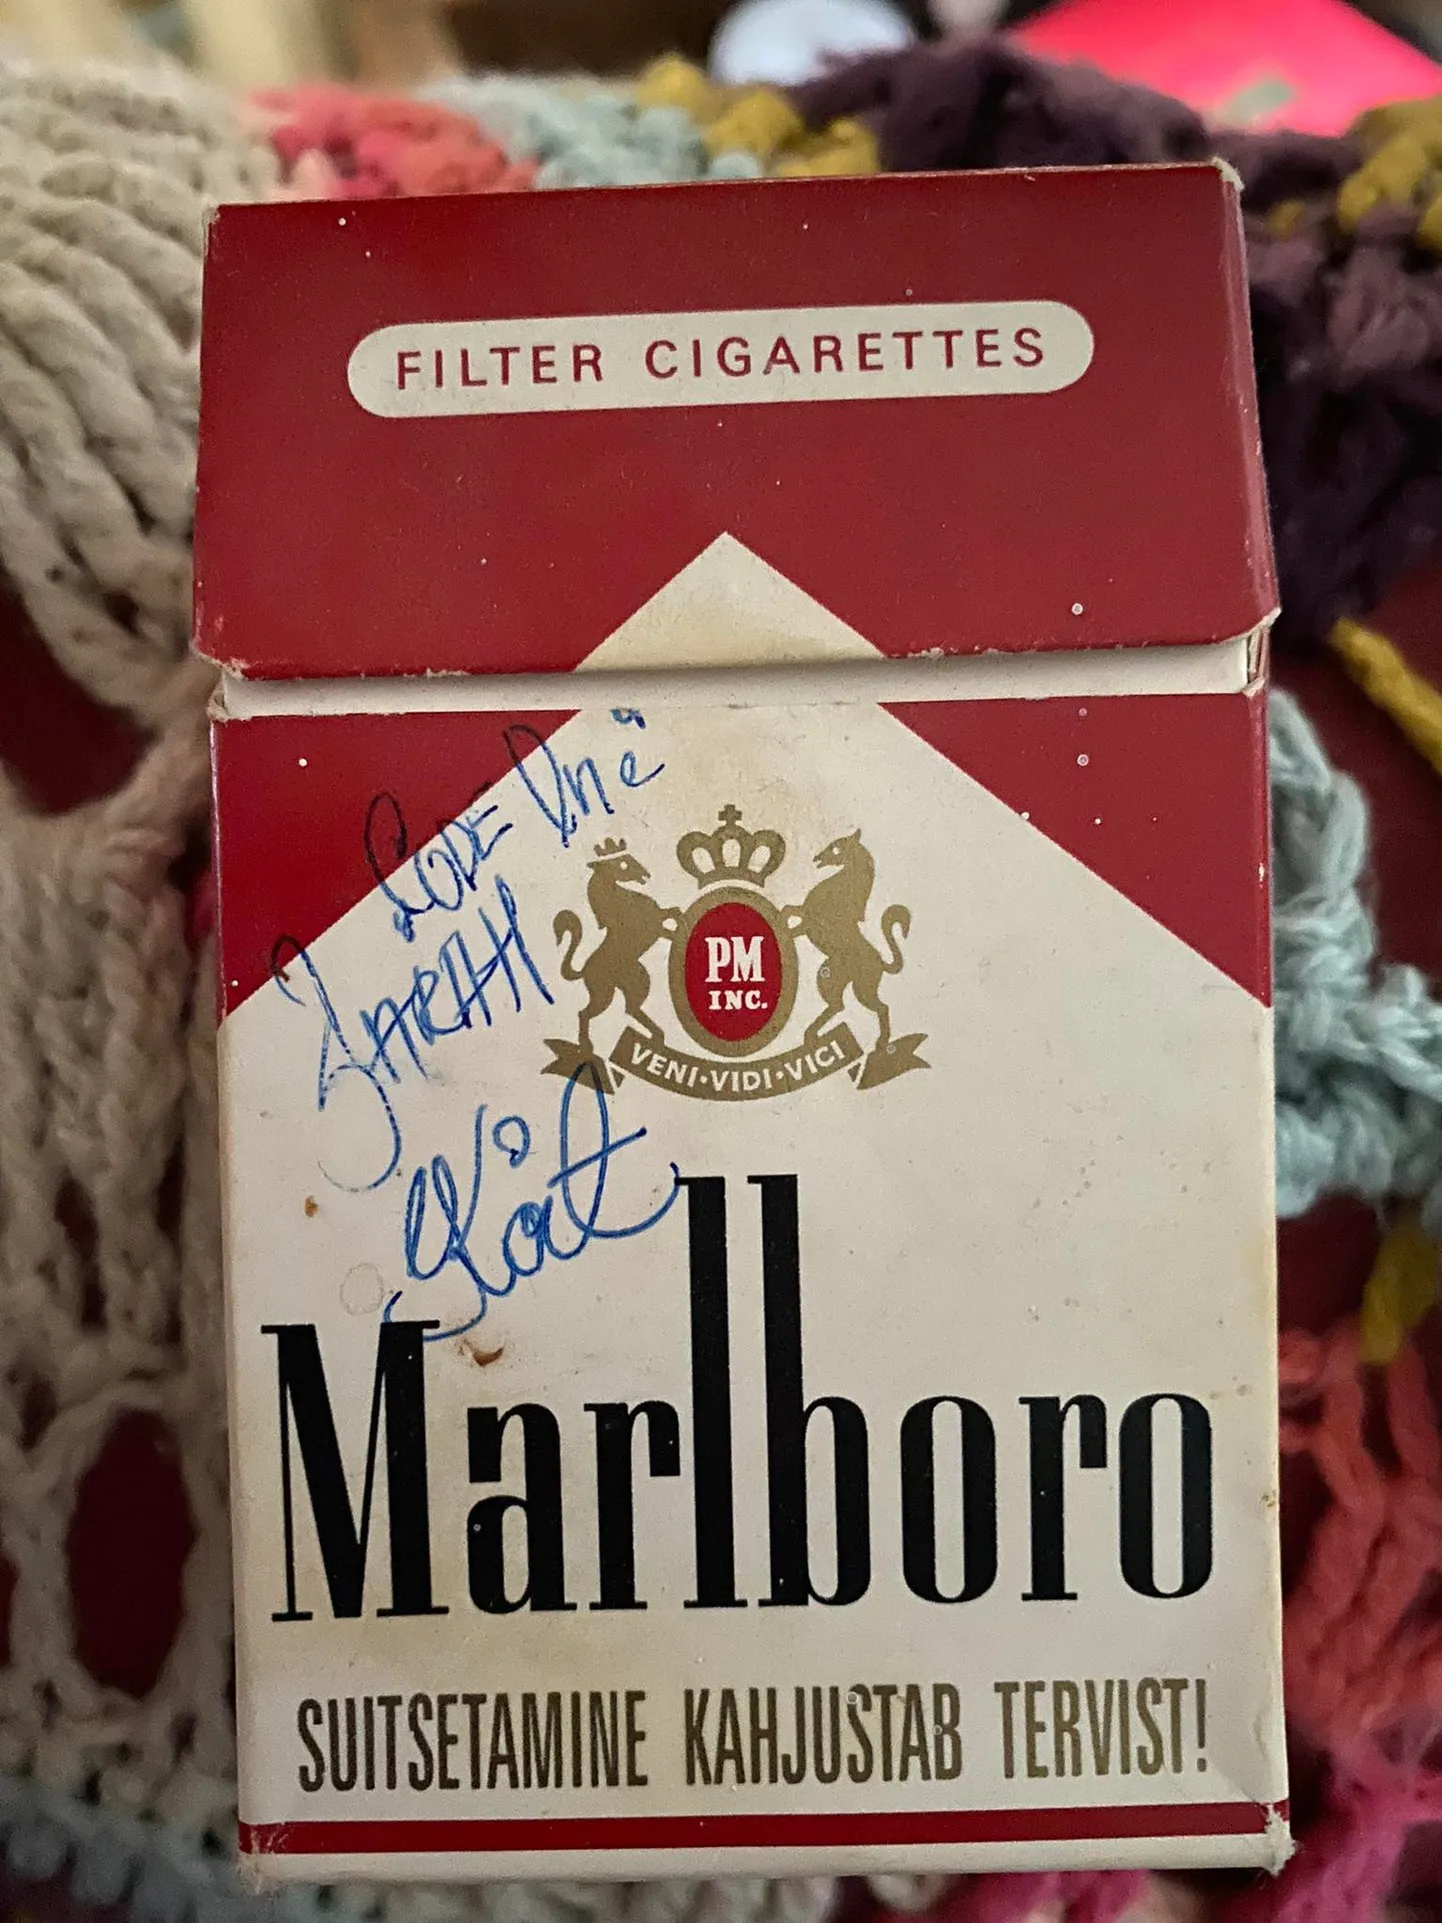 FILTER CIGARETTES
PM
INC.
VENI·VIDI·VICI
Marlboro
SUITSETAMINE KAHJUSTAB TERVIST!